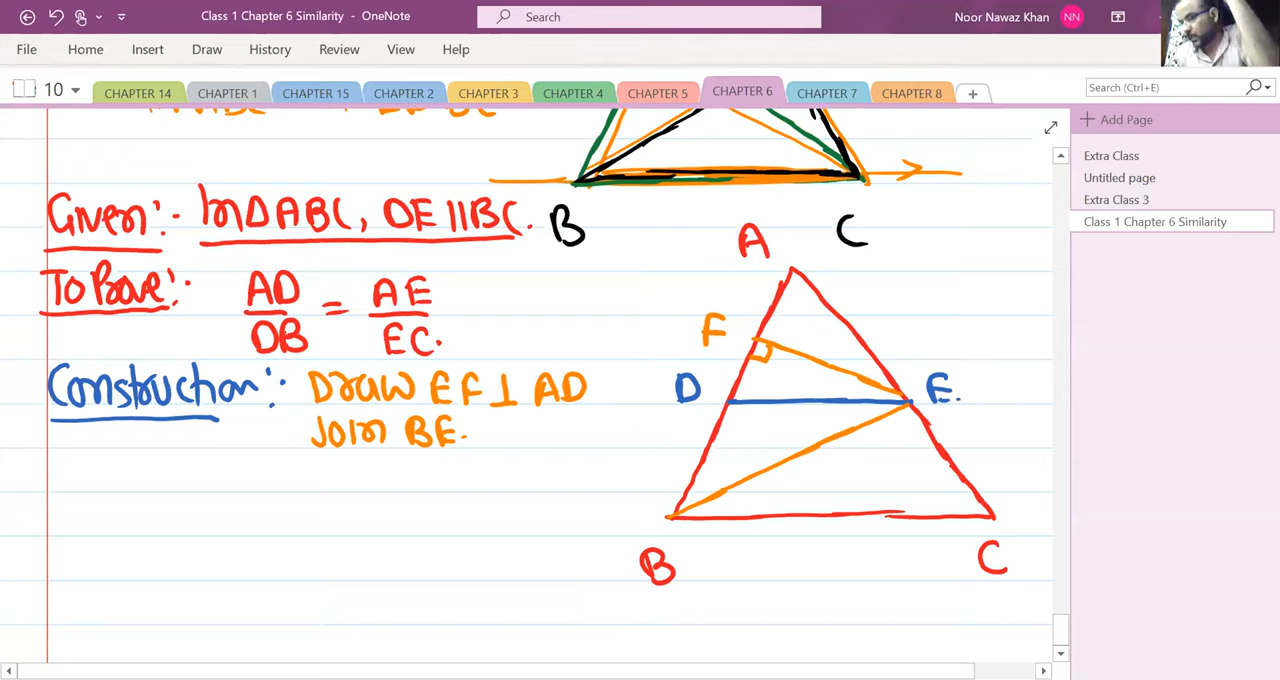 Class 1 Chapter 6 Similarity - OneNote
Search
Noor Nawaz Khan
NN
File Home Insert Draw History Review View Help
10
CHAPTER 14 CHAPTER 1 CHAPTER 15 CHAPTER 2 CHAPTER 3 CHAPTER 4 CHAPTER 5 CHAPTER 6 CHAPTER 7 CHAPTER 8 +
Search (Ctrl+E)
Add Page
Extra Class
Untitled page
Extra Class 3
Class 1 Chapter 6 Similarity
Given:- In ΔABC, DE||BC.
B C
To Prove:- AD/DB = AE/EC.
Construction:- Draw EF⊥AD
Join BE.
A
F
D E.
B C